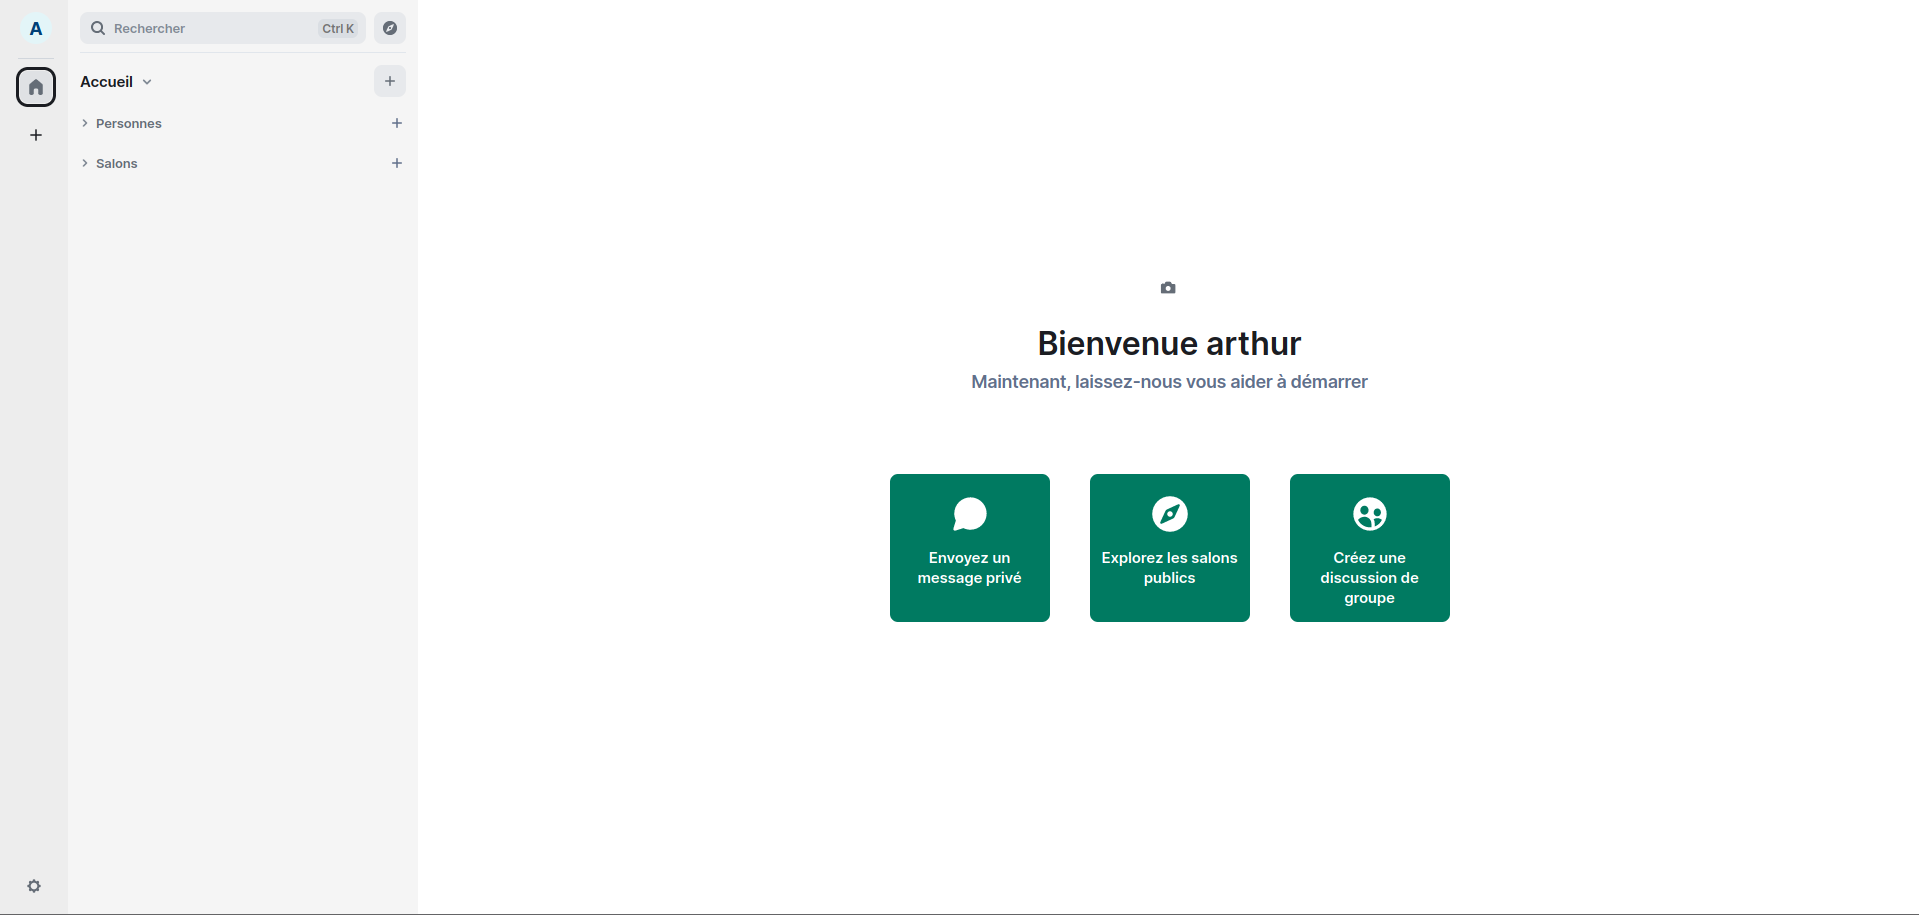 A
Rechercher
Ctrl K
Accueil
Personnes
Salons
Bienvenue arthur
Maintenant, laissez-nous vous aider à démarrer
Envoyez un
message privé
Explorez les salons
publics
Créez une
discussion de
groupe